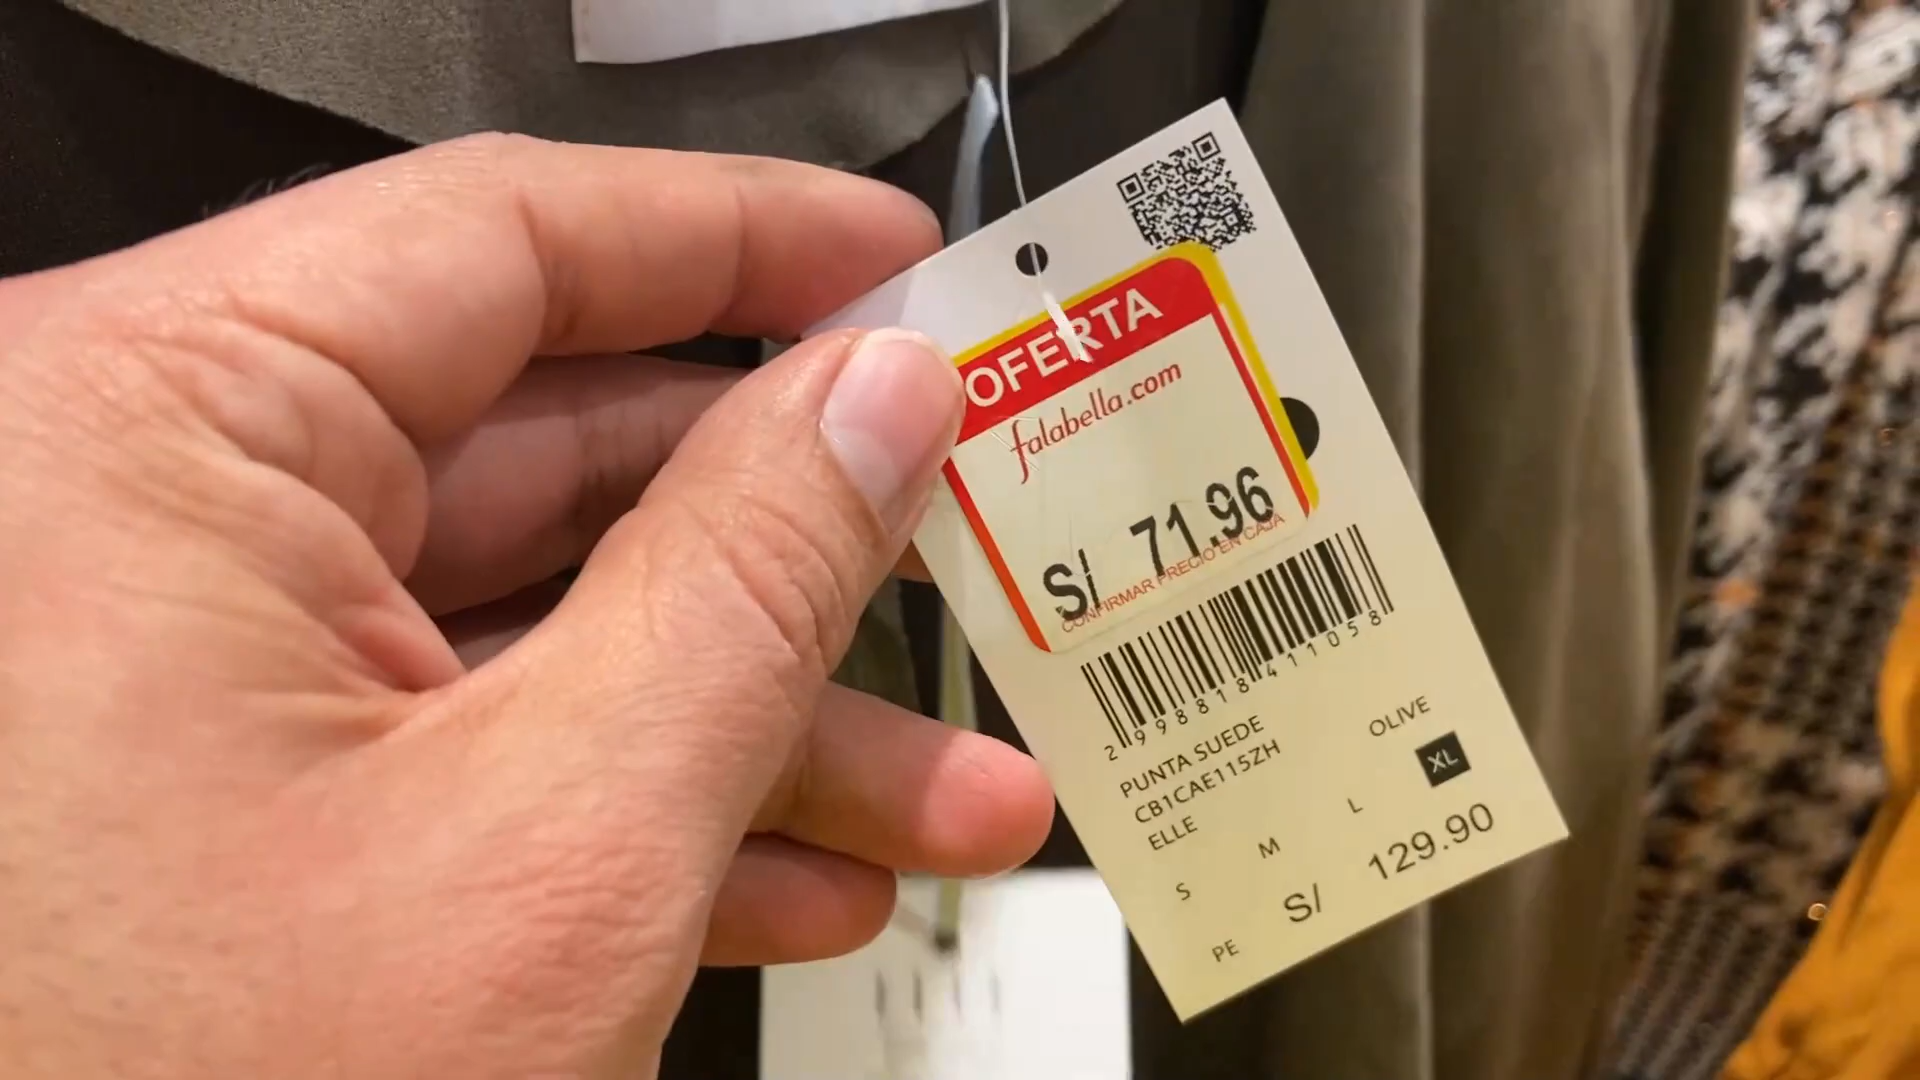 OFERTA
falabella.com
S/ 71.96
CONFIRMAR PRECIO EN CAJA
2998818411058
PUNTA SUEDE
OLIVE
CB1CAE115ZH
ELLE
S M L XL
PE S/ 129.90